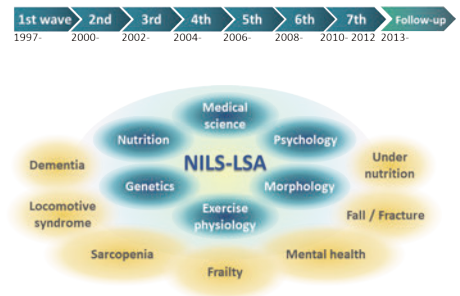 1st wave 2nd 3rd 4th 5th 6th 7th Follow-up
1997- 2000- 2002- 2004- 2006- 2008- 2010- 2012 2013-
Medical
science
Nutrition
Psychology
NILS-LSA
Genetics
Morphology
Exercise
physiology
Dementia
Under
nutrition
Locomotive
syndrome
Fall / Fracture
Sarcopenia
Mental health
Frailty